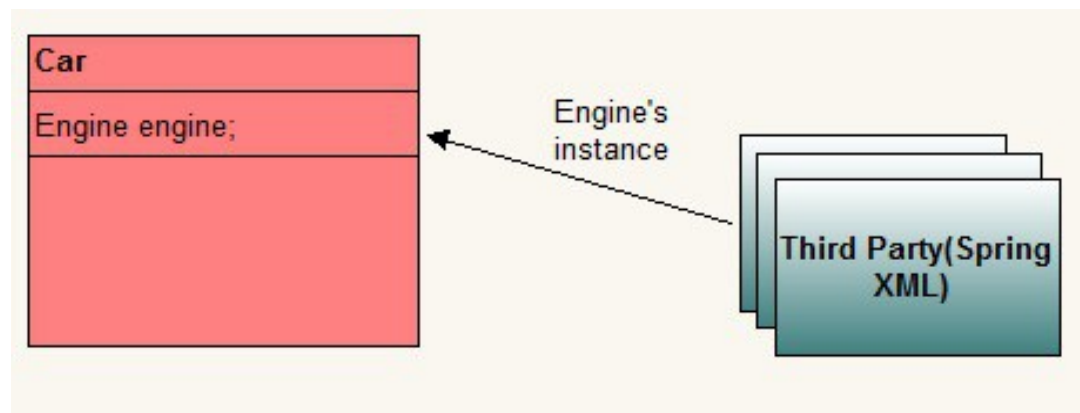 Car
Engine engine;
Engine's
instance
Third Party(Spring
XML)